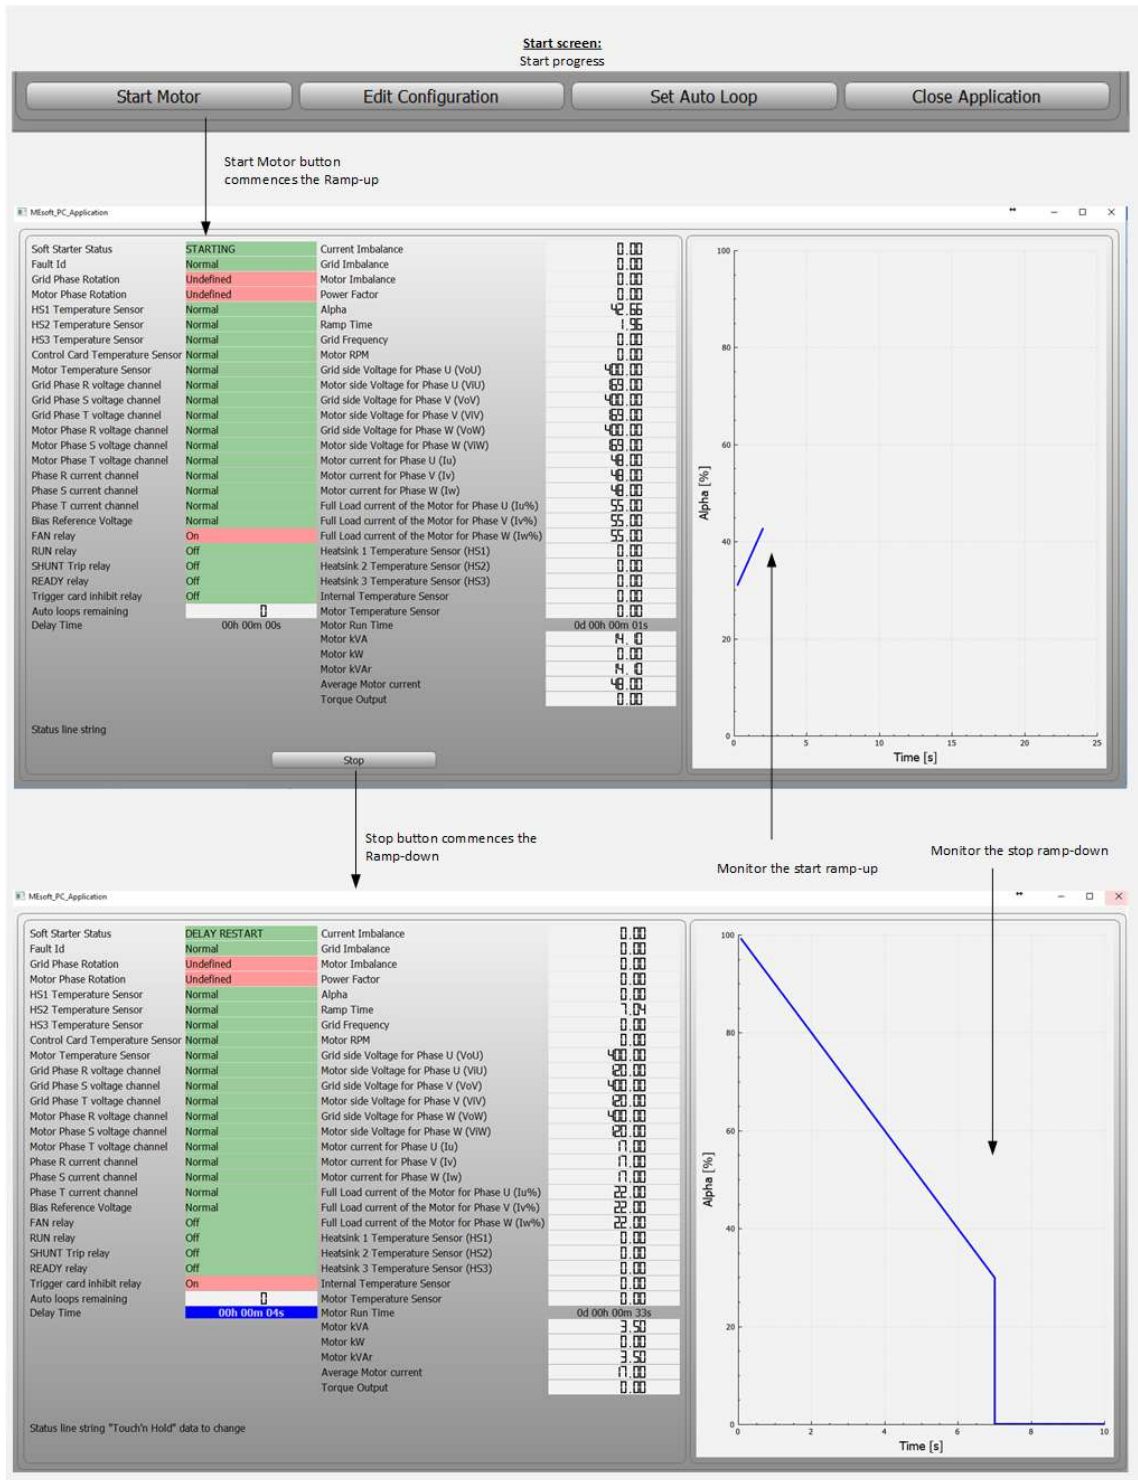 Start screen:
Start progress
Start Motor Edit Configuration Set Auto Loop Close Application
Start Motor button
commences the Ramp-up
MEsoft_PC_Application
Soft Starter Status STARTING Current Imbalance 0.00
Fault Id Normal Grid Imbalance 0.00
Grid Phase Rotation Undefined Motor Imbalance 0.00
Motor Phase Rotation Undefined Power Factor 0.00
HS1 Temperature Sensor Normal Alpha 42.66
HS2 Temperature Sensor Normal Ramp Time 1.96
HS3 Temperature Sensor Normal Grid Frequency 0.00
Control Card Temperature Sensor Normal Motor RPM 0.00
Motor Temperature Sensor Normal Grid side Voltage for Phase U (VoU) 400.00
Grid Phase R voltage channel Normal Motor side Voltage for Phase U (ViU) 169.00
Grid Phase S voltage channel Normal Grid side Voltage for Phase V (VoV) 400.00
Grid Phase T voltage channel Normal Motor side Voltage for Phase V (ViV) 169.00
Motor Phase R voltage channel Normal Grid side Voltage for Phase W (VoW) 400.00
Motor Phase S voltage channel Normal Motor side Voltage for Phase W (ViW) 169.00
Motor Phase T voltage channel Normal Motor current for Phase U (Iu) 48.00
Phase R current channel Normal Motor current for Phase V (Iv) 48.00
Phase S current channel Normal Motor current for Phase W (Iw) 48.00
Phase T current channel Normal Full Load current of the Motor for Phase U (Iu%) 55.00
Bias Reference Voltage Normal Full Load current of the Motor for Phase V (Iv%) 55.00
FAN relay On Full Load current of the Motor for Phase W (Iw%) 55.00
RUN relay Off Heatsink 1 Temperature Sensor (HS1) 0.00
SHUNT Trip relay Off Heatsink 2 Temperature Sensor (HS2) 0.00
READY relay Off Heatsink 3 Temperature Sensor (HS3) 0.00
Trigger card inhibit relay Off Internal Temperature Sensor 0.00
Auto loops remaining 0 Motor Temperature Sensor 0.00
Delay Time 00h 00m 00s Motor Run Time 0d 00h 00m 01s
Motor kVA 14.10
Motor kW 0.00
Motor kVAr 14.10
Average Motor current 48.00
Torque Output 0.00
Status line string
Stop
100
80
60
40
20
0
Alpha [%]
0 5 10 15 20 25
Time [s]
Stop button commences the
Ramp-down
Monitor the start ramp-up
Monitor the stop ramp-down
MEsoft_PC_Application
Soft Starter Status DELAY RESTART Current Imbalance 0.00
Fault Id Normal Grid Imbalance 0.00
Grid Phase Rotation Undefined Motor Imbalance 0.00
Motor Phase Rotation Undefined Power Factor 0.00
HS1 Temperature Sensor Normal Alpha 0.00
HS2 Temperature Sensor Normal Ramp Time 7.04
HS3 Temperature Sensor Normal Grid Frequency 0.00
Control Card Temperature Sensor Normal Motor RPM 0.00
Motor Temperature Sensor Normal Grid side Voltage for Phase U (VoU) 400.00
Grid Phase R voltage channel Normal Motor side Voltage for Phase U (ViU) 120.00
Grid Phase S voltage channel Normal Grid side Voltage for Phase V (VoV) 400.00
Grid Phase T voltage channel Normal Motor side Voltage for Phase V (ViV) 120.00
Motor Phase R voltage channel Normal Grid side Voltage for Phase W (VoW) 400.00
Motor Phase S voltage channel Normal Motor side Voltage for Phase W (ViW) 120.00
Motor Phase T voltage channel Normal Motor current for Phase U (Iu) 17.00
Phase R current channel Normal Motor current for Phase V (Iv) 17.00
Phase S current channel Normal Motor current for Phase W (Iw) 17.00
Phase T current channel Normal Full Load current of the Motor for Phase U (Iu%) 22.00
Bias Reference Voltage Normal Full Load current of the Motor for Phase V (Iv%) 22.00
FAN relay Off Full Load current of the Motor for Phase W (Iw%) 22.00
RUN relay Off Heatsink 1 Temperature Sensor (HS1) 0.00
SHUNT Trip relay Off Heatsink 2 Temperature Sensor (HS2) 0.00
READY relay Off Heatsink 3 Temperature Sensor (HS3) 0.00
Trigger card inhibit relay On Internal Temperature Sensor 0.00
Auto loops remaining 0 Motor Temperature Sensor 0.00
Delay Time 00h 00m 04s Motor Run Time 0d 00h 00m 33s
Motor kVA 3.50
Motor kW 0.00
Motor kVAr 3.50
Average Motor current 17.00
Torque Output 0.00
Status line string "Touch'n Hold" data to change
100
80
60
40
20
0
Alpha [%]
0 2 4 6 8 10
Time [s]